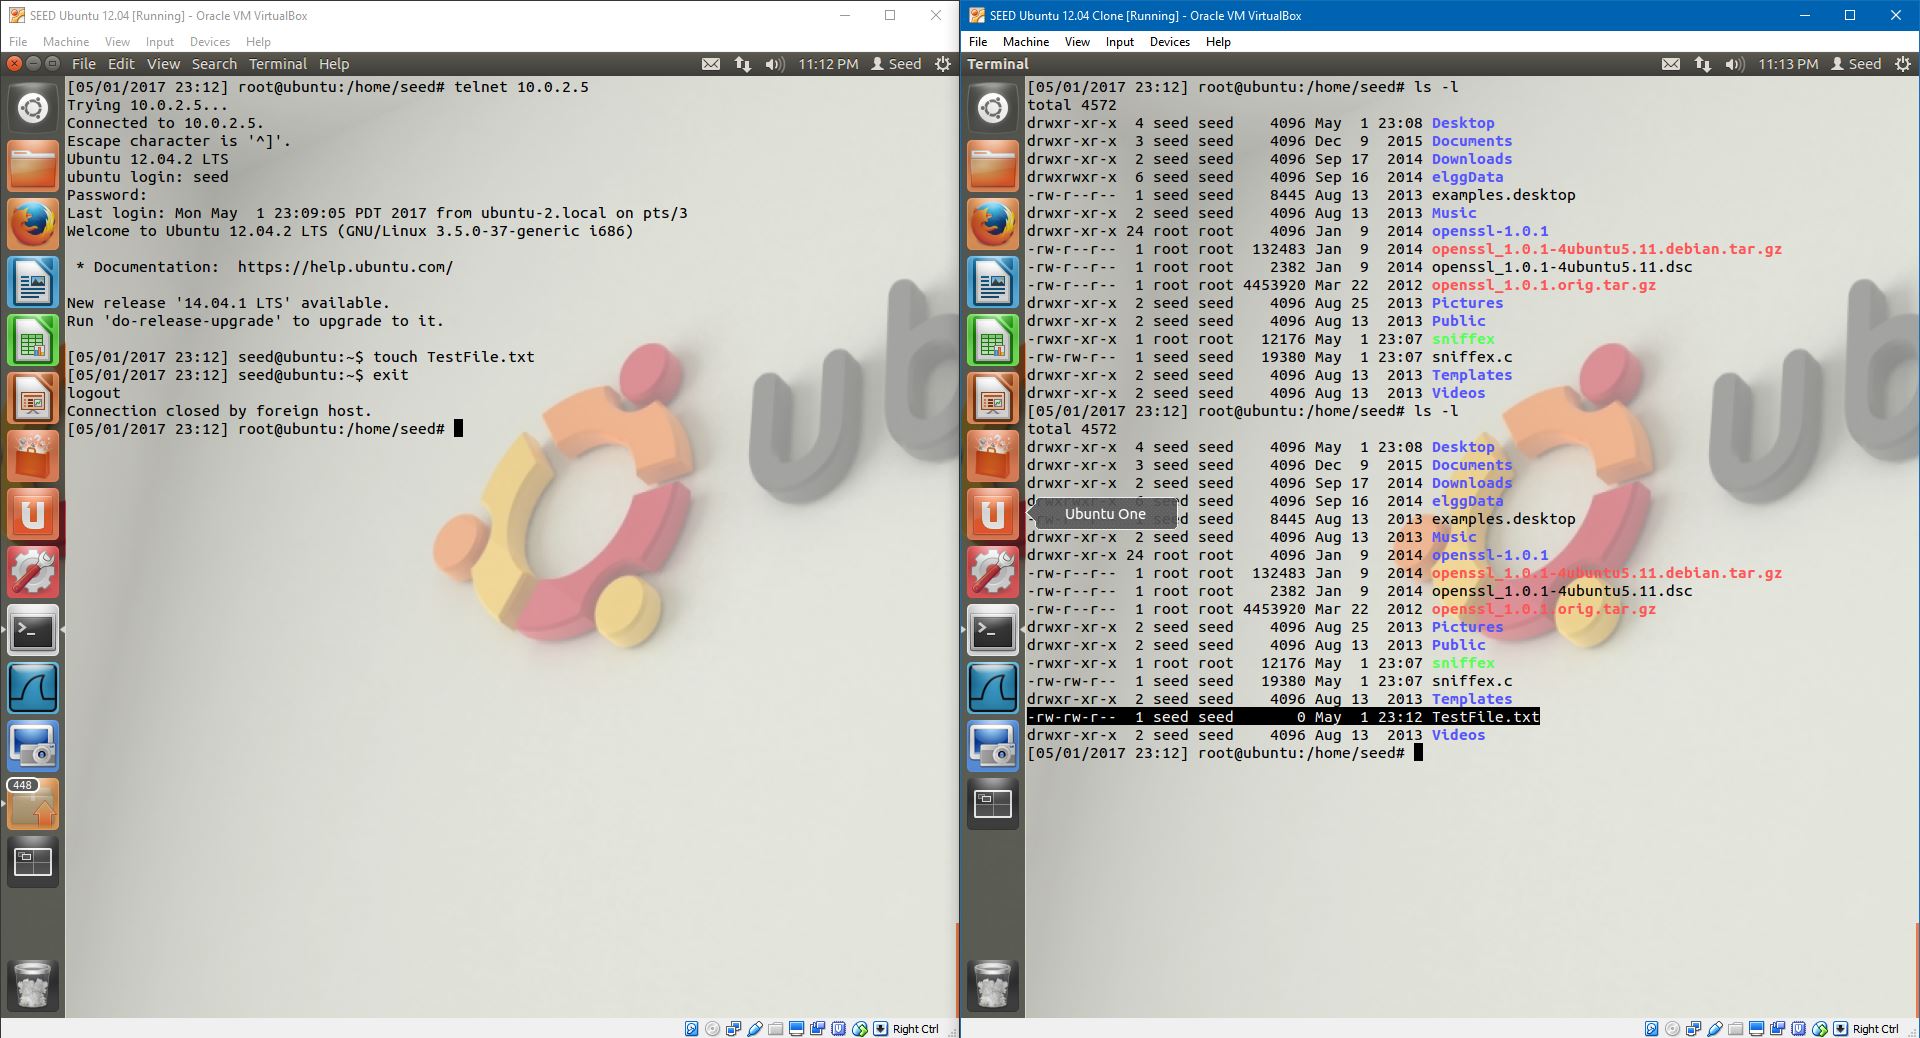 SEED Ubuntu 12.04 [Running] - Oracle VM VirtualBox
File Machine View Input Devices Help
File Edit View Search Terminal Help 11:12 PM Seed
[05/01/2017 23:12] root@ubuntu:/home/seed# telnet 10.0.2.5
Trying 10.0.2.5...
Connected to 10.0.2.5.
Escape character is '^]'.
Ubuntu 12.04.2 LTS
ubuntu login: seed
Password:
Last login: Mon May  1 23:09:05 PDT 2017 from ubuntu-2.local on pts/3
Welcome to Ubuntu 12.04.2 LTS (GNU/Linux 3.5.0-37-generic i686)
 * Documentation:  https://help.ubuntu.com/
New release '14.04.1 LTS' available.
Run 'do-release-upgrade' to upgrade to it.
[05/01/2017 23:12] seed@ubuntu:~$ touch TestFile.txt
[05/01/2017 23:12] seed@ubuntu:~$ exit
logout
Connection closed by foreign host.
[05/01/2017 23:12] root@ubuntu:/home/seed#
448
Right Ctrl
SEED Ubuntu 12.04 Clone [Running] - Oracle VM VirtualBox
File Machine View Input Devices Help
Terminal 11:13 PM Seed
[05/01/2017 23:12] root@ubuntu:/home/seed# ls -l
total 4572
drwxr-xr-x  4 seed seed    4096 May  1 23:08 Desktop
drwxr-xr-x  3 seed seed    4096 Dec  9  2015 Documents
drwxr-xr-x  2 seed seed    4096 Sep 17  2014 Downloads
drwxrwxr-x  6 seed seed    4096 Sep 16  2014 elggData
-rw-r--r--  1 seed seed    8445 Aug 13  2013 examples.desktop
drwxr-xr-x  2 seed seed    4096 Aug 13  2013 Music
drwxr-xr-x 24 root root    4096 Jan  9  2014 openssl-1.0.1
-rw-r--r--  1 root root  132483 Jan  9  2014 openssl_1.0.1-4ubuntu5.11.debian.tar.gz
-rw-r--r--  1 root root    2382 Jan  9  2014 openssl_1.0.1-4ubuntu5.11.dsc
-rw-r--r--  1 root root 4453920 Mar 22  2012 openssl_1.0.1.orig.tar.gz
drwxr-xr-x  2 seed seed    4096 Aug 25  2013 Pictures
drwxr-xr-x  2 seed seed    4096 Aug 13  2013 Public
-rwxr-xr-x  1 root root   12176 May  1 23:07 sniffex
-rw-rw-r--  1 seed seed   19380 May  1 23:07 sniffex.c
drwxr-xr-x  2 seed seed    4096 Aug 13  2013 Templates
drwxr-xr-x  2 seed seed    4096 Aug 13  2013 Videos
[05/01/2017 23:12] root@ubuntu:/home/seed# ls -l
total 4572
drwxr-xr-x  4 seed seed    4096 May  1 23:08 Desktop
drwxr-xr-x  3 seed seed    4096 Dec  9  2015 Documents
drwxr-xr-x  2 seed seed    4096 Sep 17  2014 Downloads
drwxrwxr-x  6 seed seed    4096 Sep 16  2014 elggData
Ubuntu One
8445 Aug 13  2013 examples.desktop
drwxr-xr-x  2 seed seed    4096 Aug 13  2013 Music
drwxr-xr-x 24 root root    4096 Jan  9  2014 openssl-1.0.1
-rw-r--r--  1 root root  132483 Jan  9  2014 openssl_1.0.1-4ubuntu5.11.debian.tar.gz
-rw-r--r--  1 root root    2382 Jan  9  2014 openssl_1.0.1-4ubuntu5.11.dsc
-rw-r--r--  1 root root 4453920 Mar 22  2012 openssl_1.0.1.orig.tar.gz
drwxr-xr-x  2 seed seed    4096 Aug 25  2013 Pictures
drwxr-xr-x  2 seed seed    4096 Aug 13  2013 Public
-rwxr-xr-x  1 root root   12176 May  1 23:07 sniffex
-rw-rw-r--  1 seed seed   19380 May  1 23:07 sniffex.c
drwxr-xr-x  2 seed seed    4096 Aug 13  2013 Templates
-rw-rw-r--  1 seed seed       0 May  1 23:12 TestFile.txt
drwxr-xr-x  2 seed seed    4096 Aug 13  2013 Videos
[05/01/2017 23:12] root@ubuntu:/home/seed#
Right Ctrl